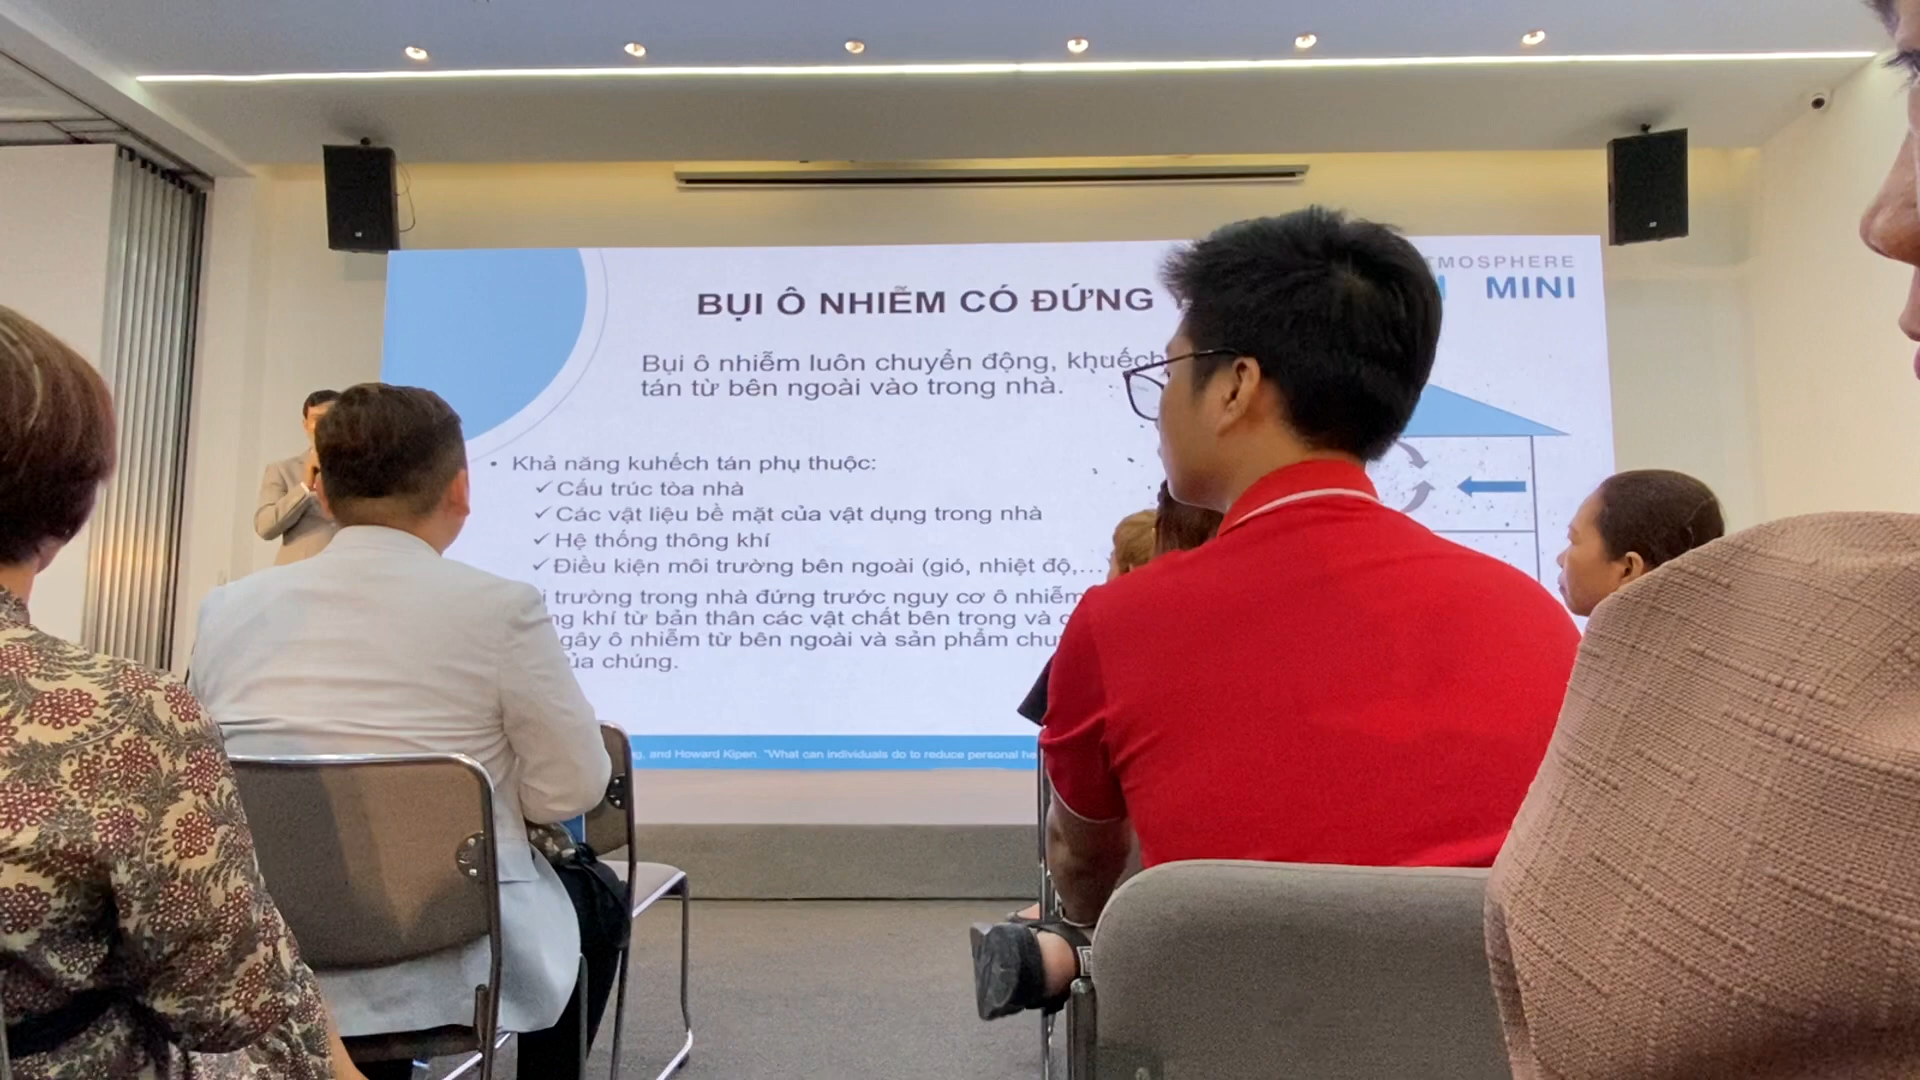 BỤI Ô NHIỄM CÓ ĐỨNG
TMOSPHERE
MINI
Bụi ô nhiễm luôn chuyển động, khuếch
tán từ bên ngoài vào trong nhà.
• Khả năng kuhếch tán phụ thuộc:
✓ Cấu trúc tòa nhà
✓ Các vật liệu bề mặt của vật dụng trong nhà
✓ Hệ thống thông khí
✓ Điều kiện môi trường bên ngoài (gió, nhiệt độ,...
i trường trong nhà đứng trước nguy cơ ô nhiễm
ng khí từ bản thân các vật chất bên trong và
gây ô nhiễm từ bên ngoài và sản phẩm
ủa chúng.
and Howard Kipen. "What can individuals do to reduce personal